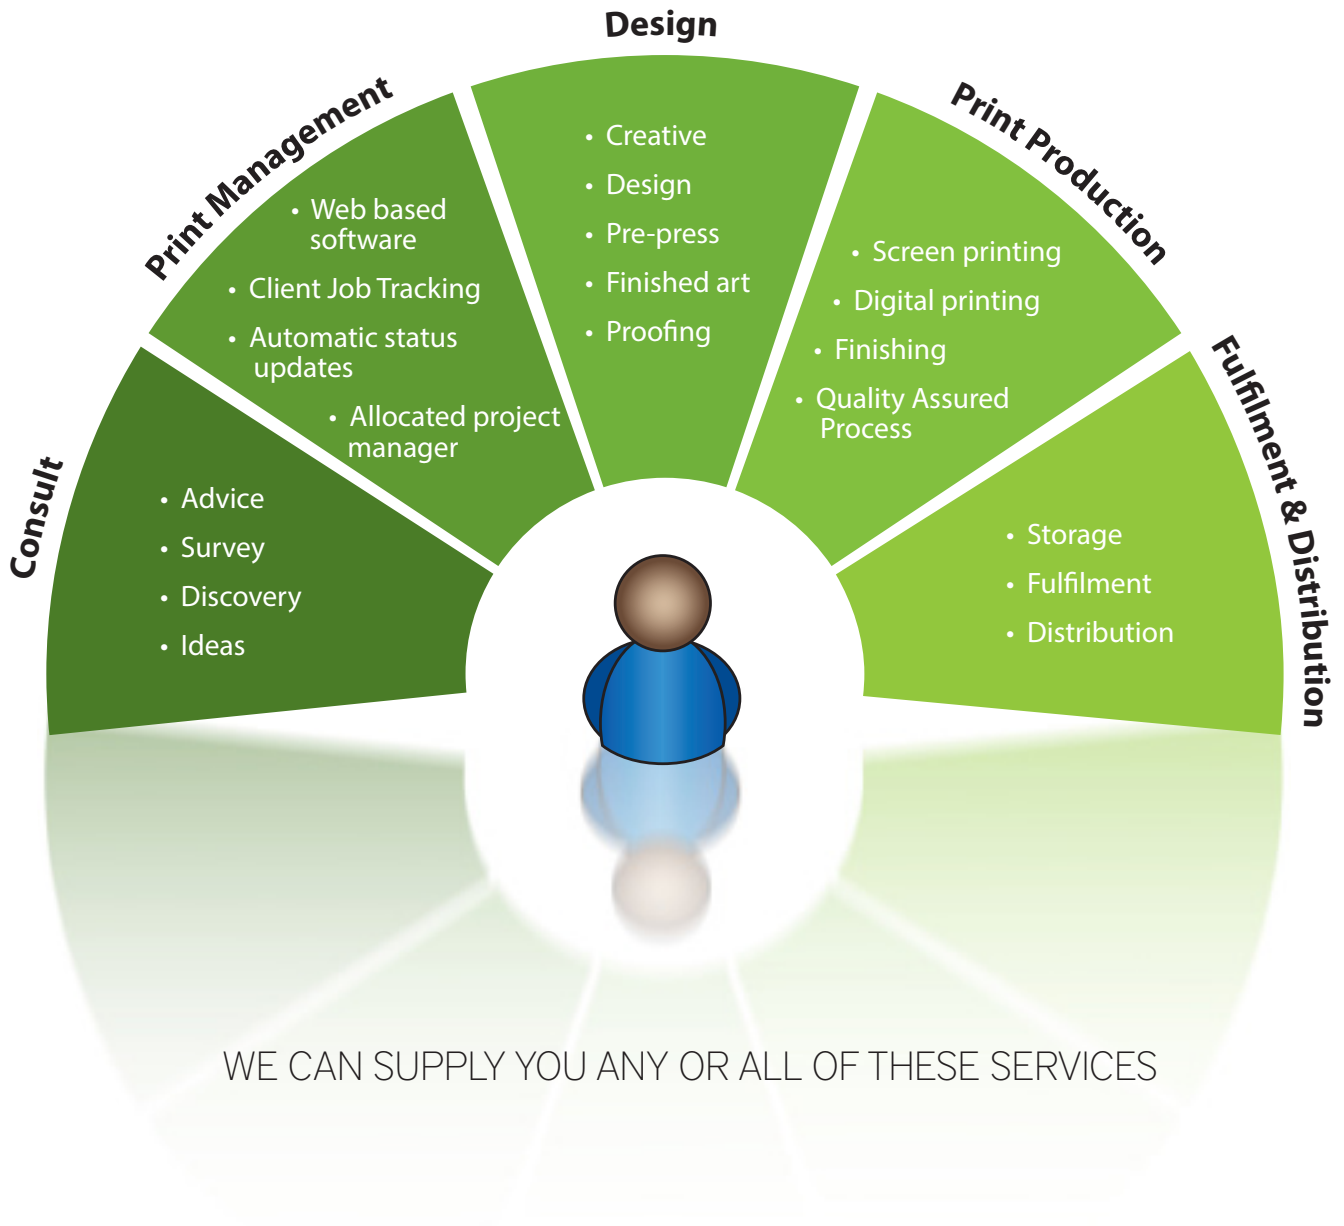 Consult
• Advice
• Survey
• Discovery
• Ideas
Print Management
• Web based
software
• Client Job Tracking
• Automatic status
updates
• Allocated project
manager
Design
• Creative
• Design
• Pre-press
• Finished art
• Proofing
Print Production
• Screen printing
• Digital printing
• Finishing
• Quality Assured
Process
Fulfilment & Distribution
• Storage
• Fulfilment
• Distribution
WE CAN SUPPLY YOU ANY OR ALL OF THESE SERVICES